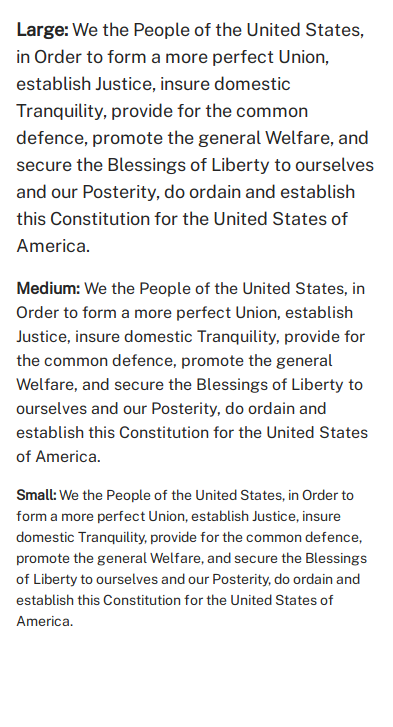 Large: We the People of the United States,
in Order to form a more perfect Union,
establish Justice, insure domestic
Tranquility, provide for the common
defence, promote the general Welfare, and
secure the Blessings of Liberty to ourselves
and our Posterity, do ordain and establish
this Constitution for the United States of
America.
Medium: We the People of the United States, in
Order to form a more perfect Union, establish
Justice, insure domestic Tranquility, provide for
the common defence, promote the general
Welfare, and secure the Blessings of Liberty to
ourselves and our Posterity, do ordain and
establish this Constitution for the United States
of America.
Small: We the People of the United States, in Order to
form a more perfect Union, establish Justice, insure
domestic Tranquility, provide for the common defence,
promote the general Welfare, and secure the Blessings
of Liberty to ourselves and our Posterity, do ordain and
establish this Constitution for the United States of
America.